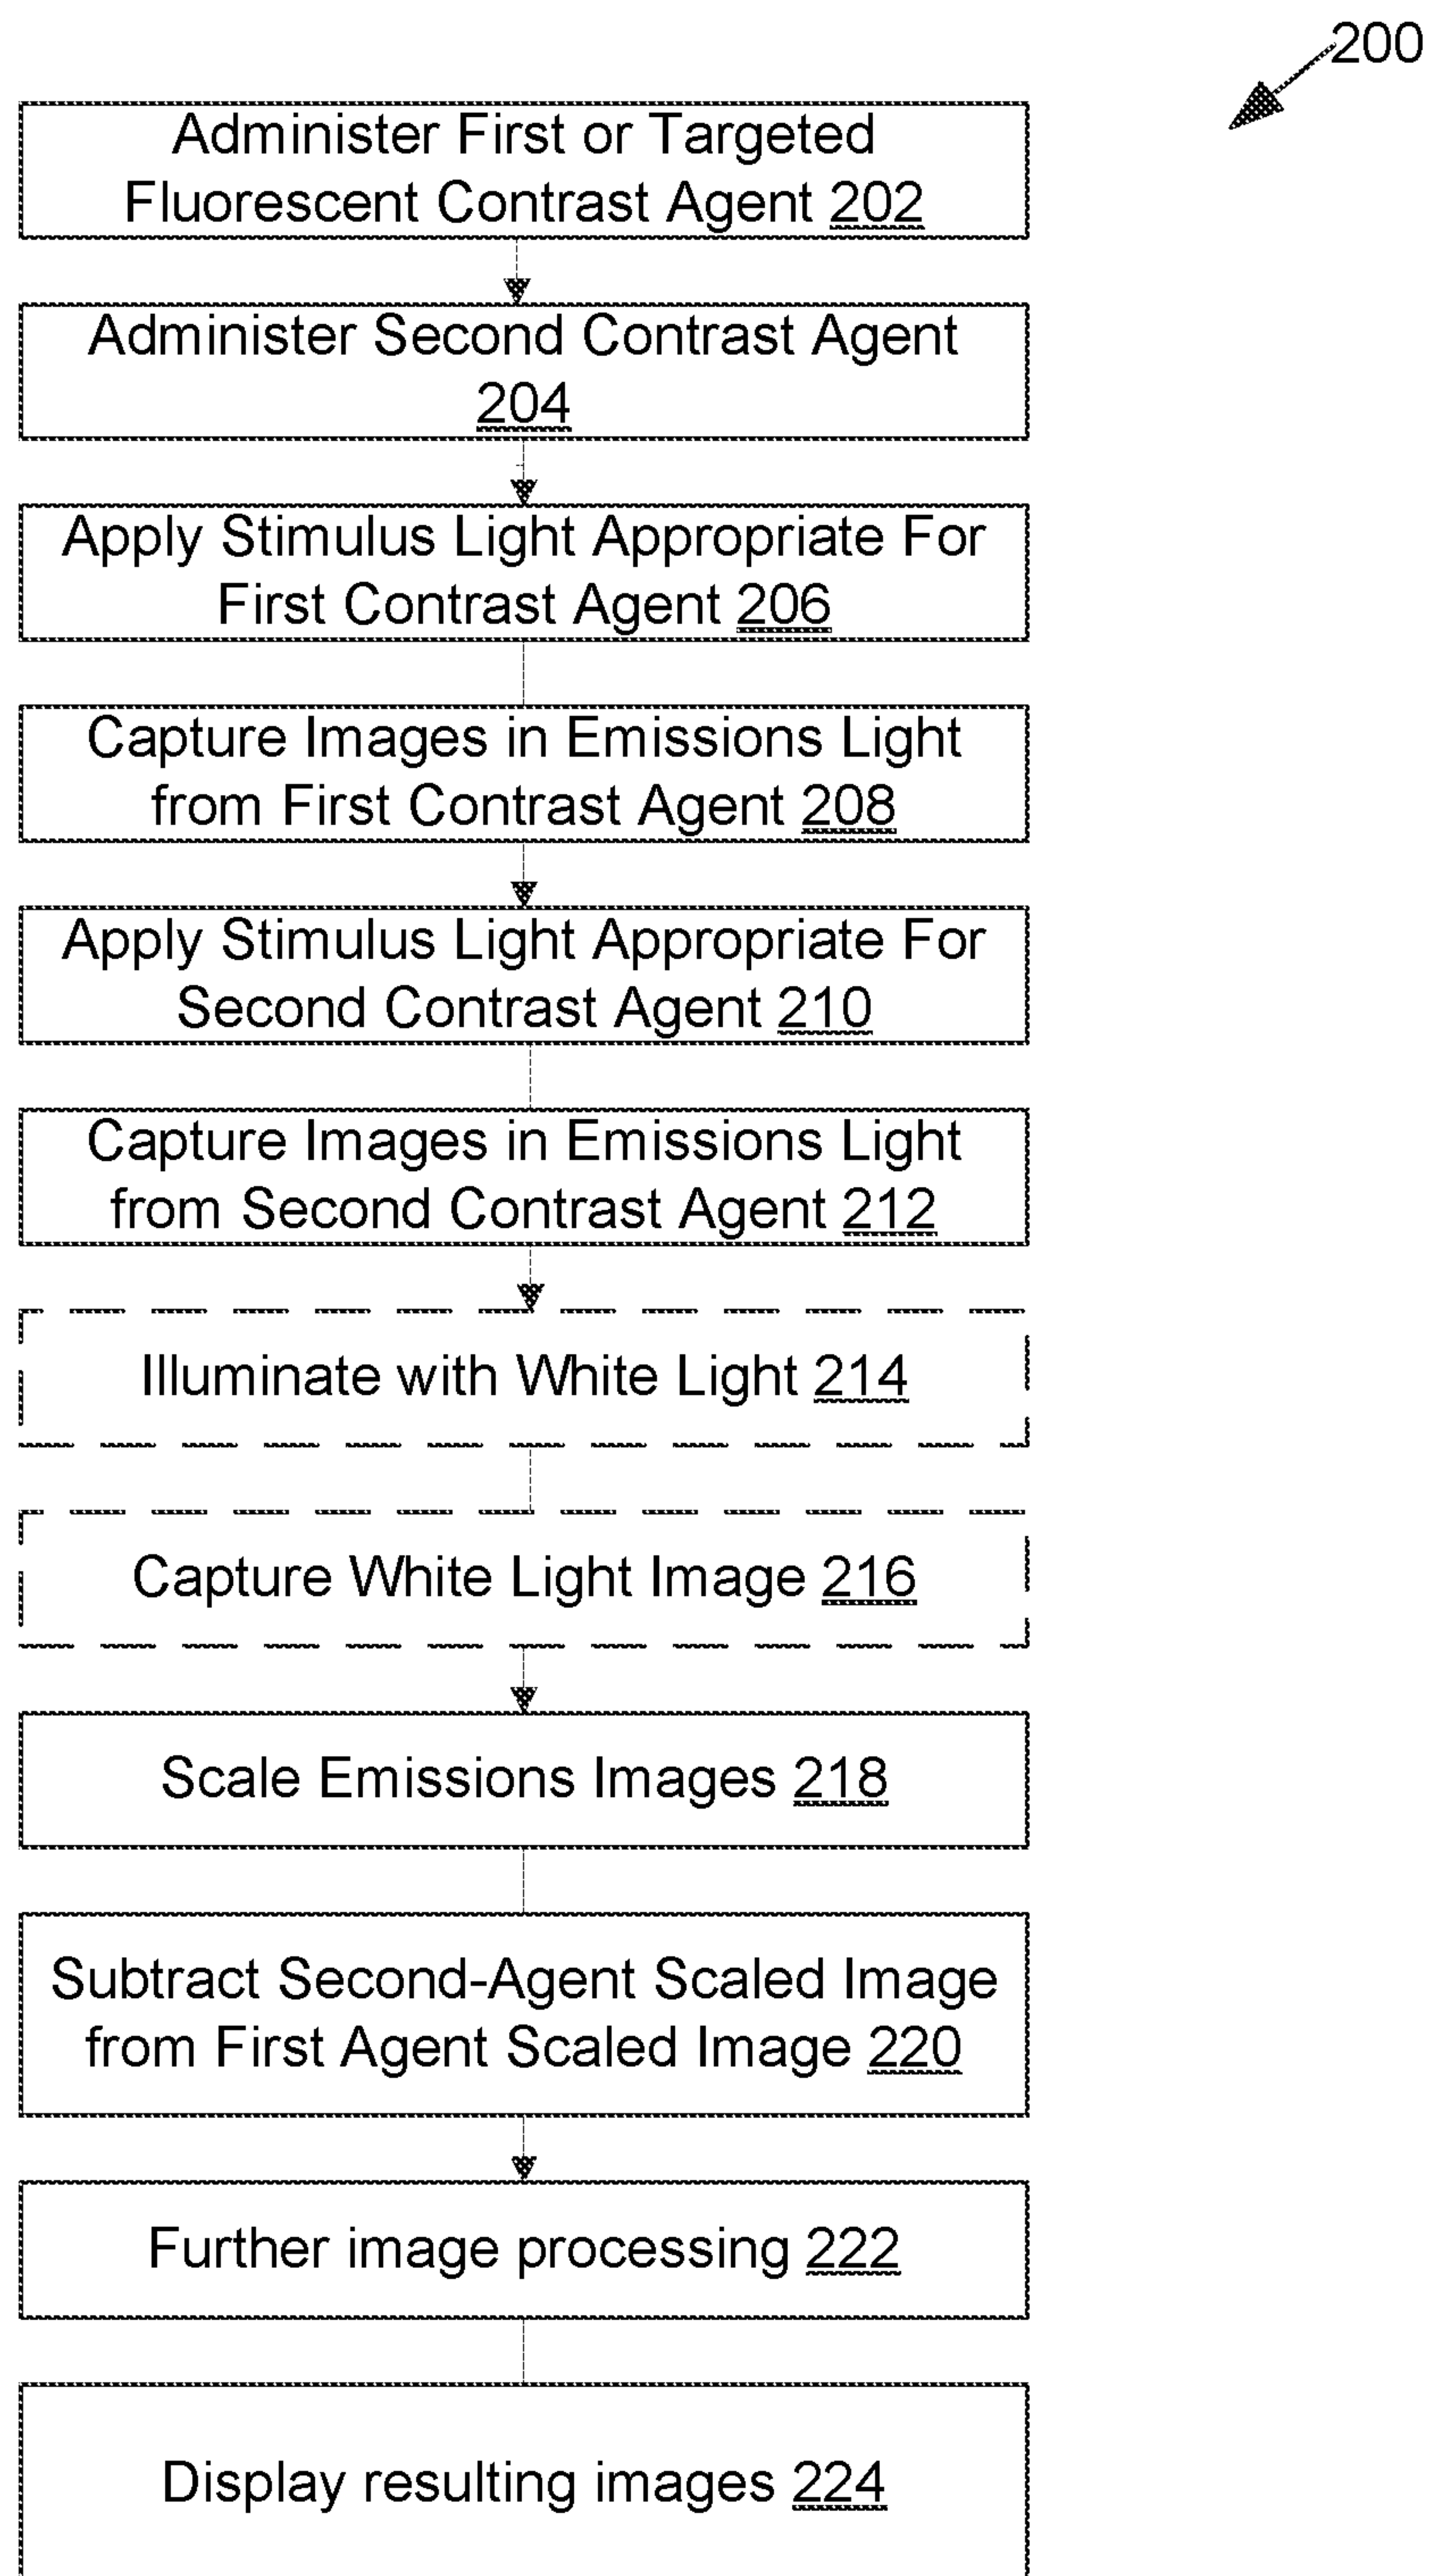 200
Administer First or Targeted
Fluorescent Contrast Agent 202
Administer Second Contrast Agent
204
Apply Stimulus Light Appropriate For
First Contrast Agent 206
Capture Images in Emissions Light
from First Contrast Agent 208
Apply Stimulus Light Appropriate For
Second Contrast Agent 210
Capture Images in Emissions Light
from Second Contrast Agent 212
Illuminate with White Light 214
Capture White Light Image 216
Scale Emissions Images 218
Subtract Second-Agent Scaled Image
from First Agent Scaled Image 220
Further image processing 222
Display resulting images 224